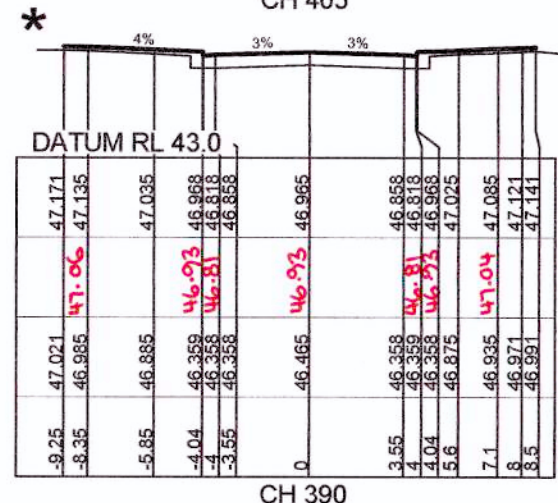 CH 405
*
4% 3% 3%
DATUM RL 43.0
47.171 47.135 47.035 46.968 46.818 46.858 46.965 46.858 46.818 46.968 47.025 47.085 47.121 47.141
47.06 46.93 46.81 46.93 46.81 46.93 47.04
47.021 46.985 46.885 46.359 46.358 46.358 46.465 46.358 46.359 46.358 46.875 46.935 46.971 46.991
-9.25 -8.35 -5.85 -4.04 -4 -3.55 0 3.55 4 4.04 5.6 7.1 8 8.5
CH 390